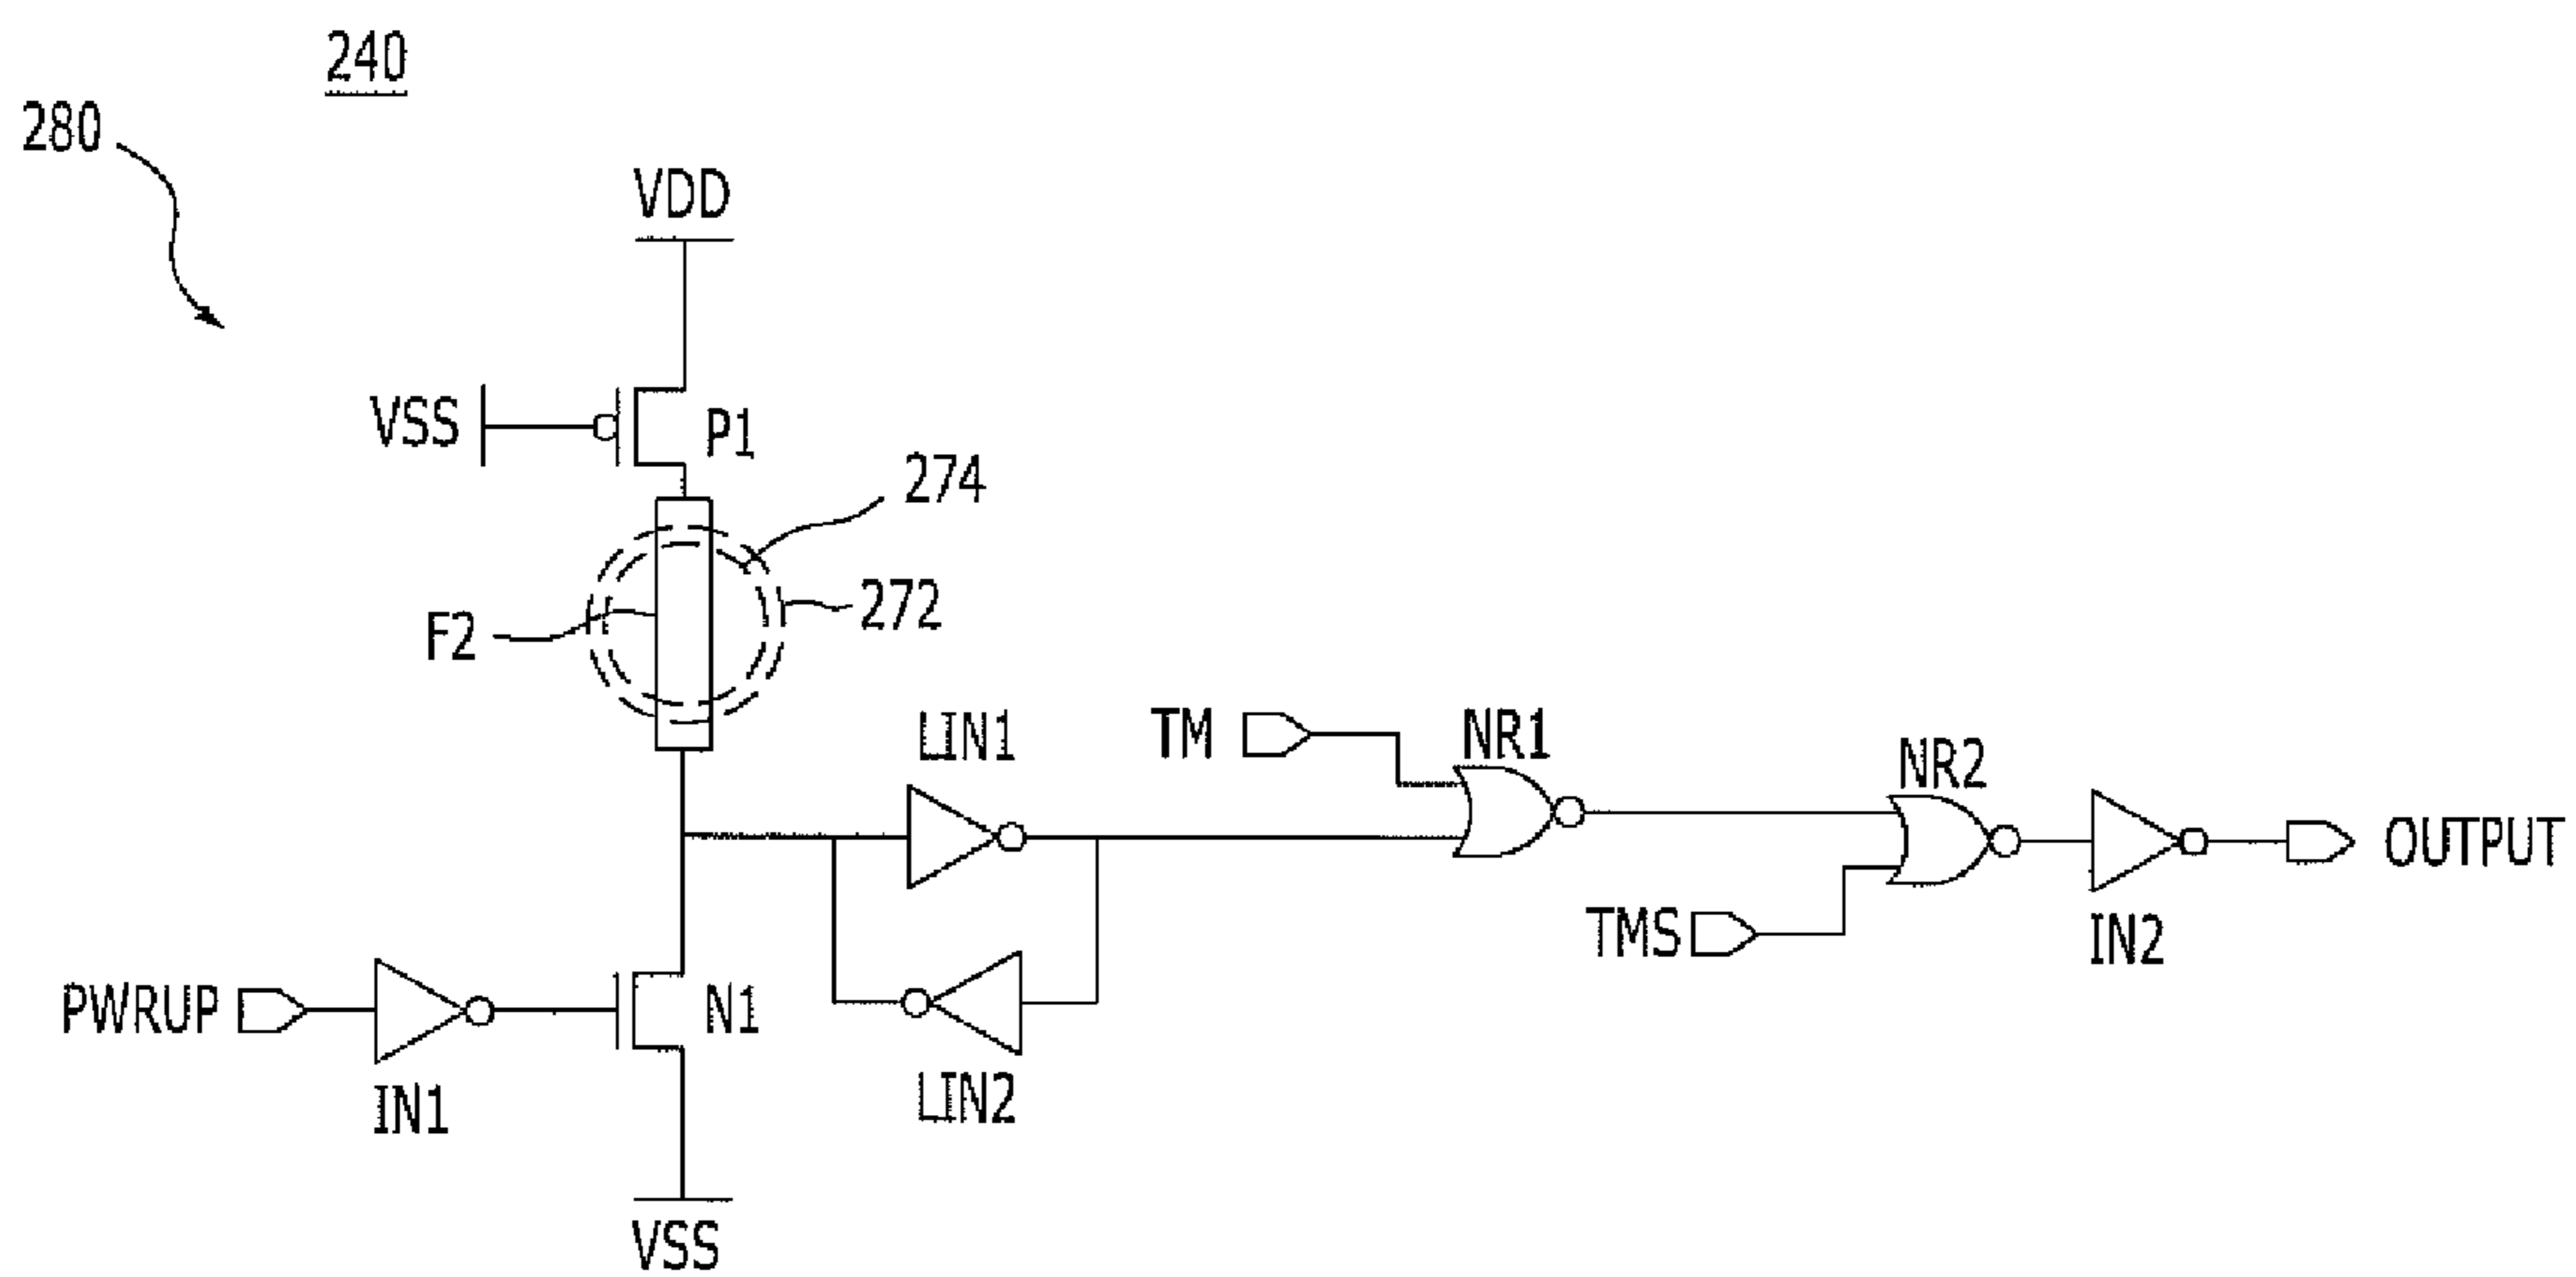 240
280
VDD
VSS
P1
274
272
F2
LIN1
TM
NR1
NR2
OUTPUT
TMS
IN2
PWRUP
N1
IN1
LIN2
VSS